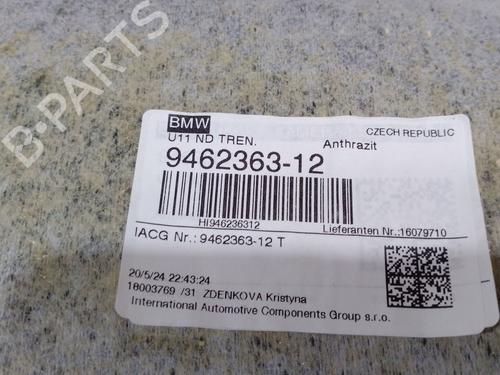 B-PARTS
BMW
CZECH REPUBLIC
U11 ND TREN.
Anthrazit
9462363-12
HI946236312
Lieferanten Nr.:16079710
IACG Nr.: 9462363-12 T
20/5/24 22:43:24
18003769 /31 ZDENKOVA Kristyna
International Automotive Components Group s.r.o.